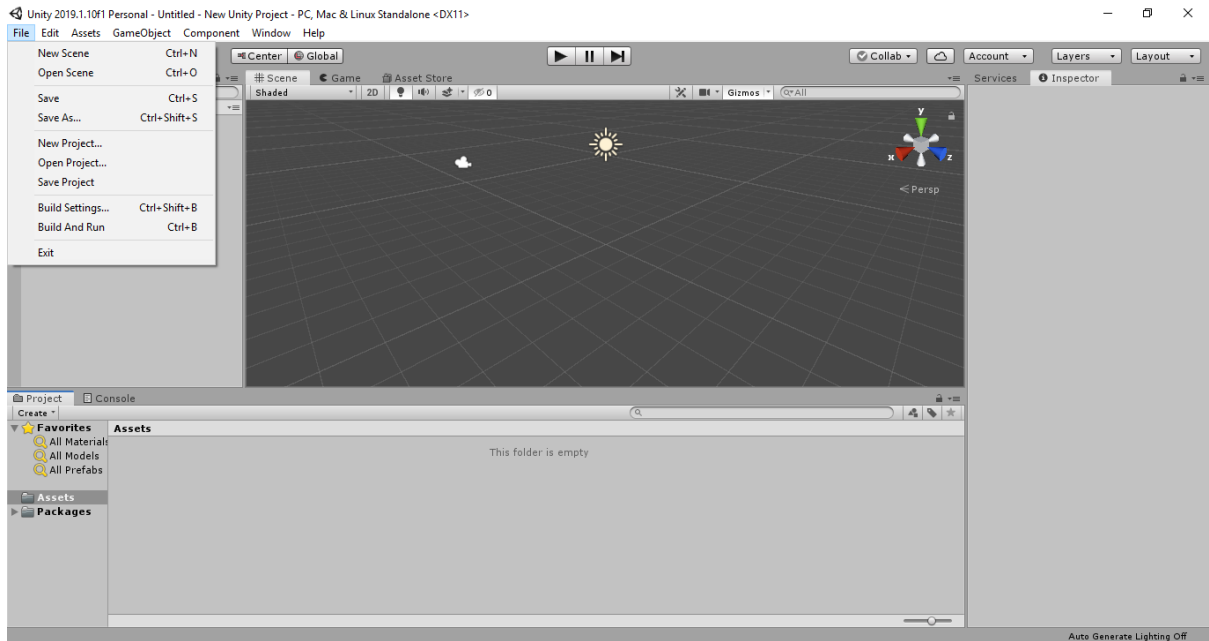 Unity 2019.1.10f1 Personal - Untitled - New Unity Project - PC, Mac & Linux Standalone <DX11>
File Edit Assets GameObject Component Window Help
New Scene Ctrl+N
Open Scene Ctrl+O
Save Ctrl+S
Save As... Ctrl+Shift+S
New Project...
Open Project...
Save Project
Build Settings... Ctrl+Shift+B
Build And Run Ctrl+B
Exit
Center Global
Collab Account Layers Layout
Scene Game Asset Store
Services Inspector
Shaded 2D 0 Gizmos All
y
x z
Persp
Project Console
Create
Favorites
All Materials
All Models
All Prefabs
Assets
Packages
Assets
This folder is empty
Auto Generate Lighting Off